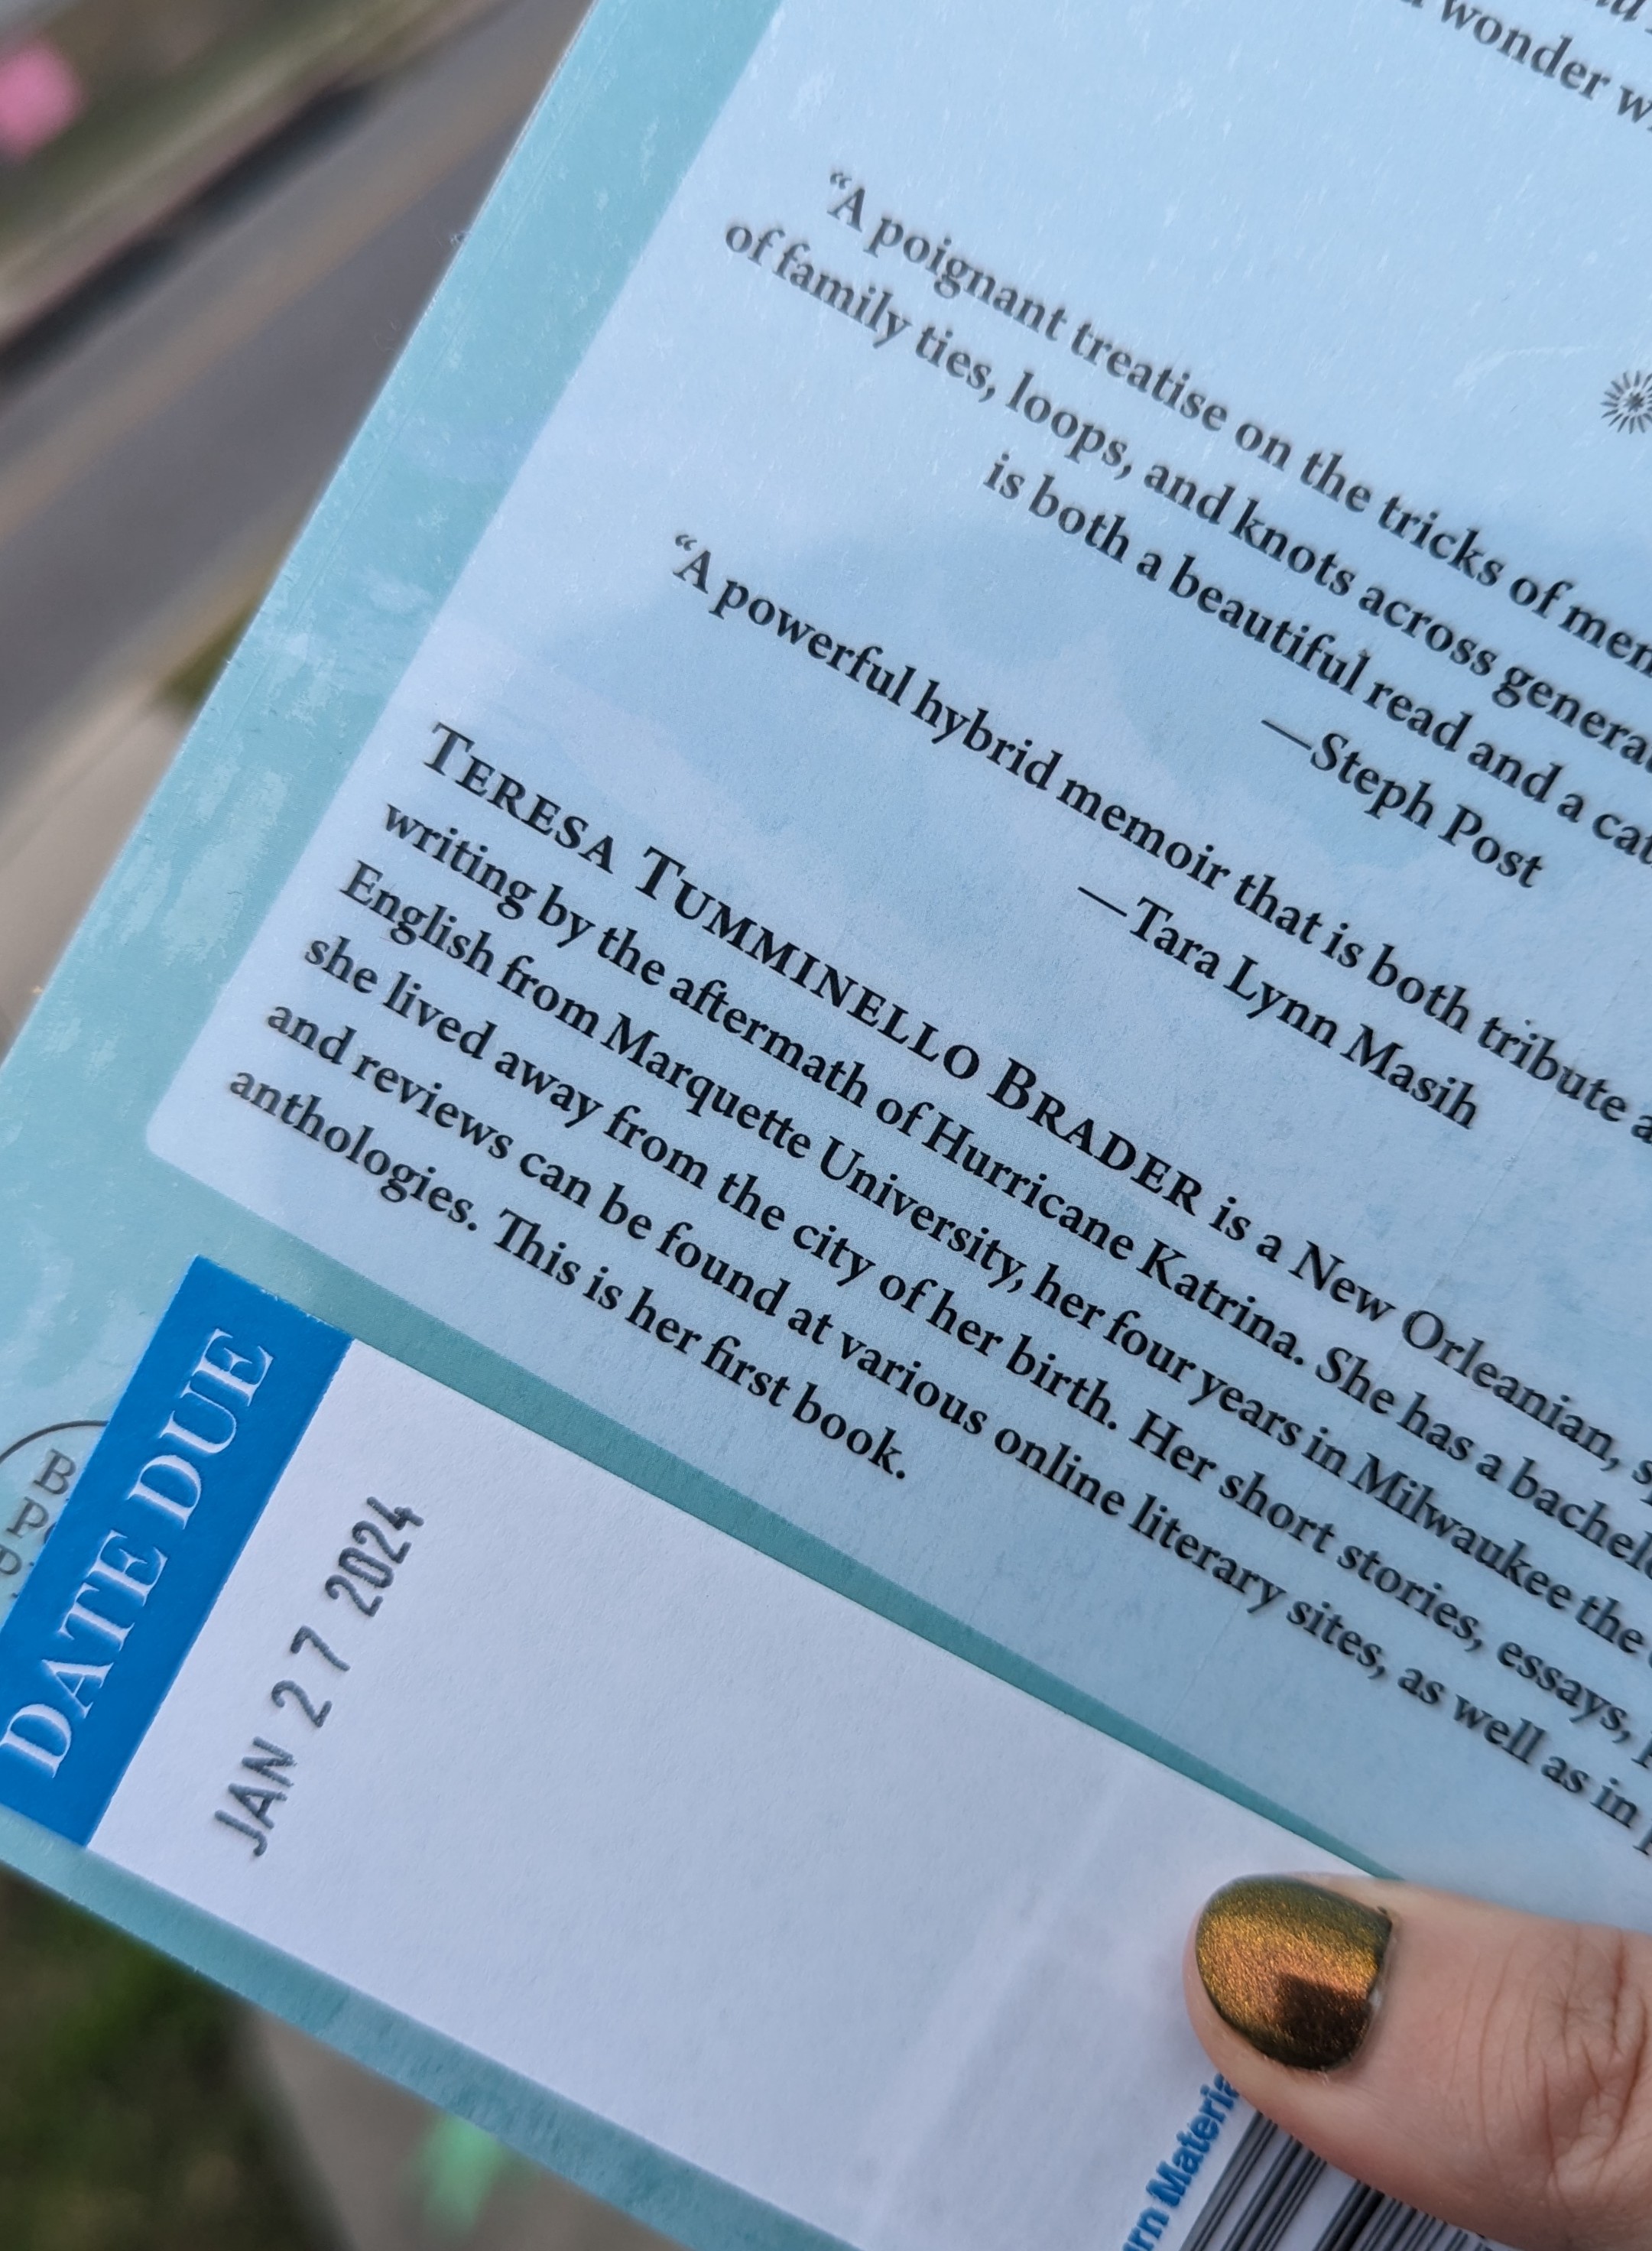 wonder
"A poignant treatise on the tricks of
of family ties, loops, and knots across
is both a beautiful read and a
—Steph Post
"A powerful hybrid memoir that is both tribute
—Tara Lynn Masih
TERESA TUMMINELLO BRADER is a New Orleanian,
writing by the aftermath of Hurricane Katrina. She has a
English from Marquette University, her four years in Milwaukee the
she lived away from the city of her birth. Her short stories, essays,
and reviews can be found at various online literary sites, as well as in
anthologies. This is her first book.
DATE DUE
JAN 27 2024